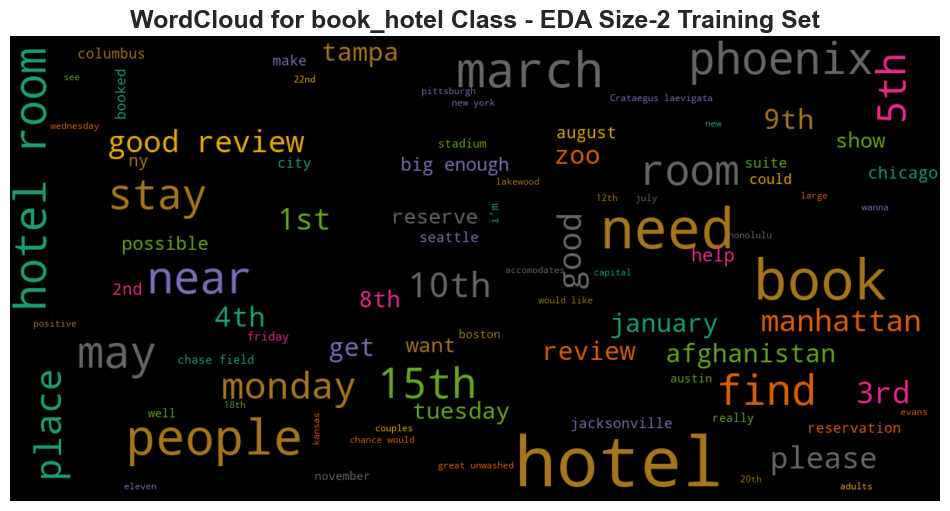 WordCloud for book_hotel Class - EDA Size-2 Training Set
columbus
make
tampa
march
phoenix
5th
see
22nd
booked
hotel room
pittsburgh
new york
Crataegus laevigata
wednesday
good review
ny
city
stadium
august
new
9th
show
big enough
zoo
room
suite
could
chicago
stay
lakewood
12th
july
large
wanna
1st
reserve
i'm
seattle
good
need
honolulu
possible
near
2nd
10th
8th
accomodates
capital
help
book
would like
positive
4th
friday
january
manhattan
may
chase field
get
want
boston
review
afghanistan
place
monday
15th
tuesday
austin
find
3rd
18th
well
people
kansas
couples
chance would
jacksonville
really
evans
reservation
november
great unwashed
hotel
please
20th
eleven
adults